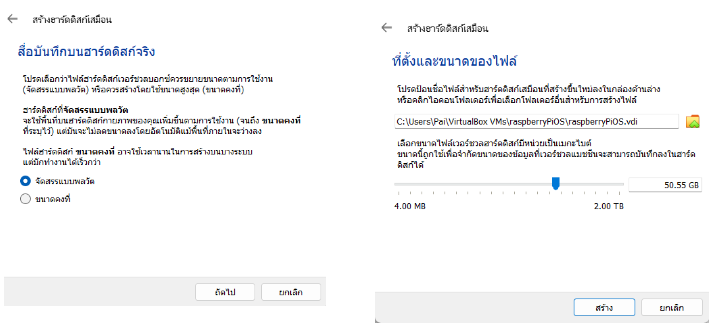 สร้างฮาร์ดดิสก์เสมือน
สื่อบันทึกบนฮาร์ดดิสก์จริง
โปรดเลือกว่าไฟล์ฮาร์ดดิสก์เวอร์ชวลบอกซ์ควรขยายขนาดตามการใช้งาน
(จัดสรรแบบพลวัต) หรือควรสร้างโดยใช้ขนาดสูงสุด (ขนาดคงที่)
ฮาร์ดดิสก์ที่จัดสรรแบบพลวัต
จะใช้พื้นที่บนฮาร์ดดิสก์กายภาพของคุณเพิ่มขึ้นตามการใช้งาน (จนถึง ขนาดคงที่
ที่ระบุไว้) แต่มันจะไม่ลดขนาดลงโดยอัตโนมัติแม้พื้นที่ภายในจะว่างลง
ไฟล์ฮาร์ดดิสก์ ขนาดคงที่ อาจใช้เวลานานในการสร้างบนบางระบบ
แต่มักทำงานได้เร็วกว่า
จัดสรรแบบพลวัต
ขนาดคงที่
ถัดไป
ยกเลิก
สร้างฮาร์ดดิสก์เสมือน
ที่ตั้งและขนาดของไฟล์
โปรดป้อนชื่อไฟล์สำหรับฮาร์ดดิสก์เสมือนที่สร้างขึ้นใหม่ลงในกล่องด้านล่าง
หรือคลิกไอคอนโฟลเดอร์เพื่อเลือกโฟลเดอร์อื่นสำหรับการสร้างไฟล์
C:\Users\Pai\VirtualBox VMs\raspberryPiOS\raspberryPiOS.vdi
เลือกขนาดไฟล์เวอร์ชวลฮาร์ดดิสก์มีหน่วยเป็นเมกะไบต์
ขนาดนี้ถูกใช้เพื่อจำกัดขนาดของข้อมูลที่เวอร์ชวลแมชชีนจะสามารถบันทึกลงในฮาร์ด
ดิสก์ได้
50.55 GB
4.00 MB
2.00 TB
สร้าง
ยกเลิก